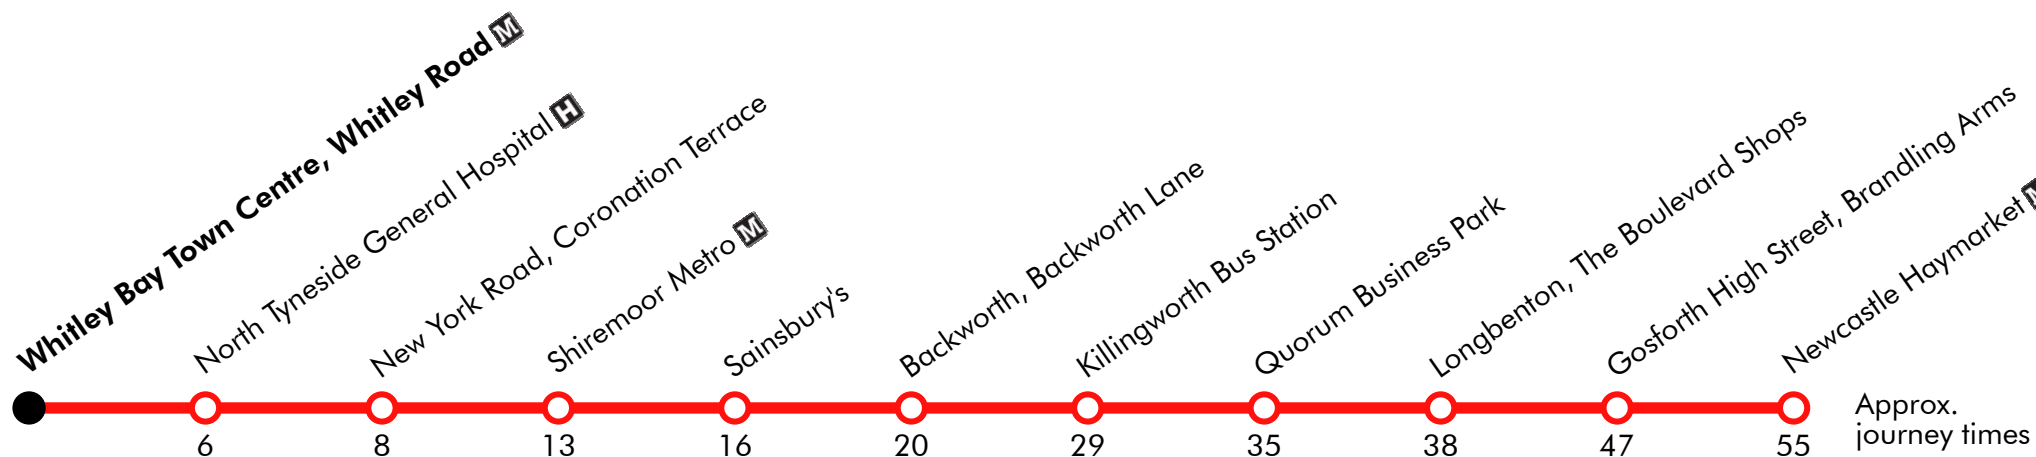 Whitley Bay Town Centre, Whitley Road M
North Tyneside General Hospital H
New York Road, Coronation Terrace
Shiremoor Metro M
Sainsbury's
Backworth, Backworth Lane
Killingworth Bus Station
Quorum Business Park
Longbenton, The Boulevard Shops
Gosforth High Street, Brandling Arms
Newcastle Haymarket M
6 8 13 16 20 29 35 38 47 55
Approx.
journey times